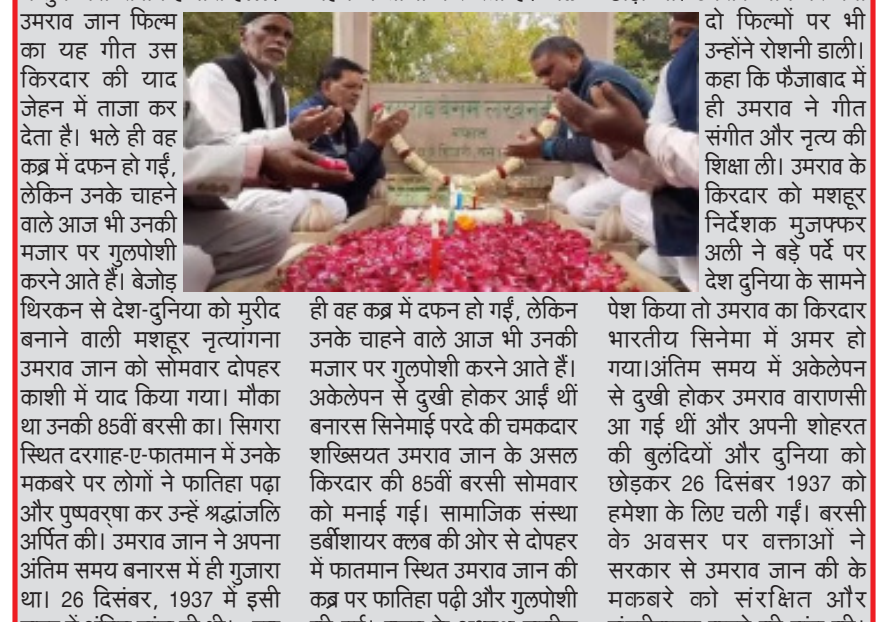 उमराव जान फिल्म
का यह गीत उस
किरदार की याद
जेहन में ताजा कर
देता है। भले ही वह
कब्र में दफन हो गईं,
लेकिन उनके चाहने
वाले आज भी उनकी
मजार पर गुलपोशी
करने आते हैं। बेजोड़
थिरकन से देश-दुनिया को मुरीद
बनाने वाली मशहूर नृत्यांगना
उमराव जान को सोमवार दोपहर
काशी में याद किया गया। मौका
था उनकी 85वीं बरसी का। सिगरा
स्थित दरगाह-ए-फातमान में उनके
मकबरे पर लोगों ने फातिहा पढ़ा
और पुष्पवर्षा कर उन्हें श्रद्धांजलि
अर्पित की। उमराव जान ने अपना
अंतिम समय बनारस में ही गुजारा
था। 26 दिसंबर, 1937 में इसी
उमराव बेगम लखनवी
वफात
ही वह कब्र में दफन हो गईं, लेकिन
उनके चाहने वाले आज भी उनकी
मजार पर गुलपोशी करने आते हैं।
अकेलेपन से दुखी होकर आईं थीं
बनारस सिनेमाई परदे की चमकदार
शख्सियत उमराव जान के असल
किरदार की 85वीं बरसी सोमवार
को मनाई गई। सामाजिक संस्था
डर्बीशायर क्लब की ओर से दोपहर
में फातमान स्थित उमराव जान की
कब्र पर फातिहा पढ़ी और गुलपोशी
दो फिल्मों पर भी
उन्होंने रोशनी डाली।
कहा कि फैजाबाद में
ही उमराव ने गीत
संगीत और नृत्य की
शिक्षा ली। उमराव के
किरदार को मशहूर
निर्देशक मुजफ्फर
अली ने बड़े पर्दे पर
देश दुनिया के सामने
पेश किया तो उमराव का किरदार
भारतीय सिनेमा में अमर हो
गया।अंतिम समय में अकेलेपन
से दुखी होकर उमराव वाराणसी
आ गई थीं और अपनी शोहरत
की बुलंदियों और दुनिया को
छोड़कर 26 दिसंबर 1937 को
हमेशा के लिए चली गईं। बरसी
के अवसर पर वक्ताओं ने
सरकार से उमराव जान की के
मकबरे को संरक्षित और